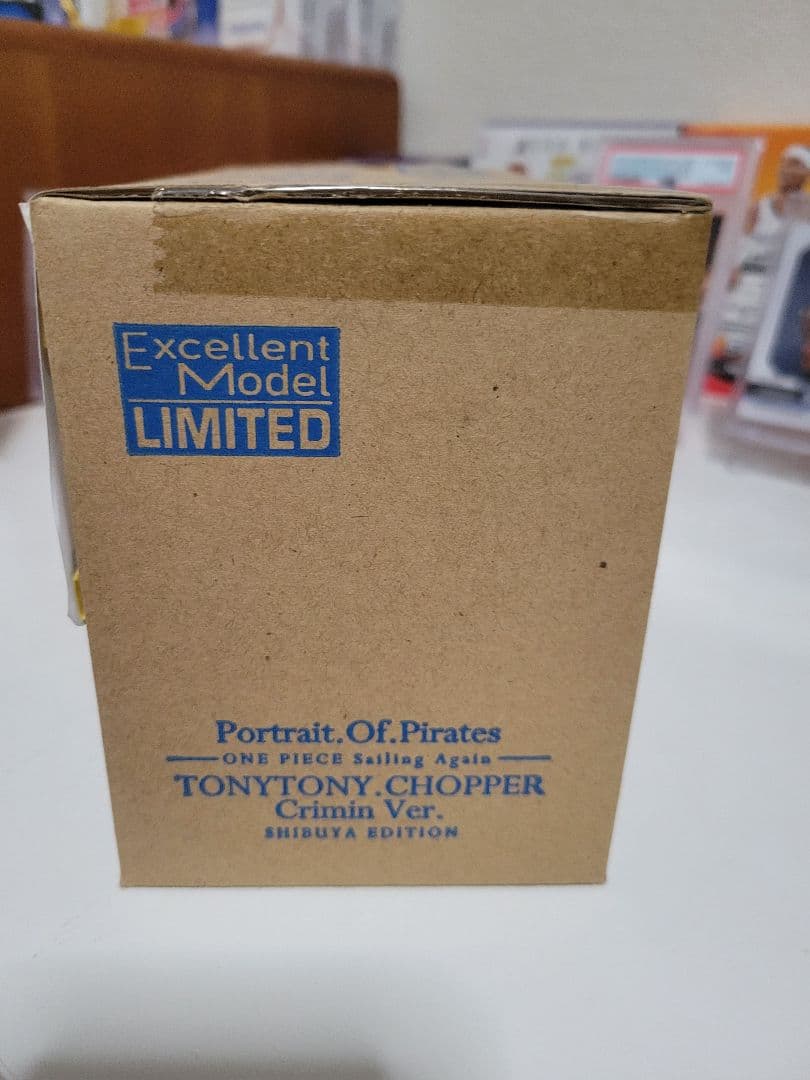 Excellent
Model
LIMITED
Portrait.Of.Pirates
ONE PIECE Sailing Again
TONYTONY.CHOPPER
Crimin Ver.
SHIBUYA EDITION